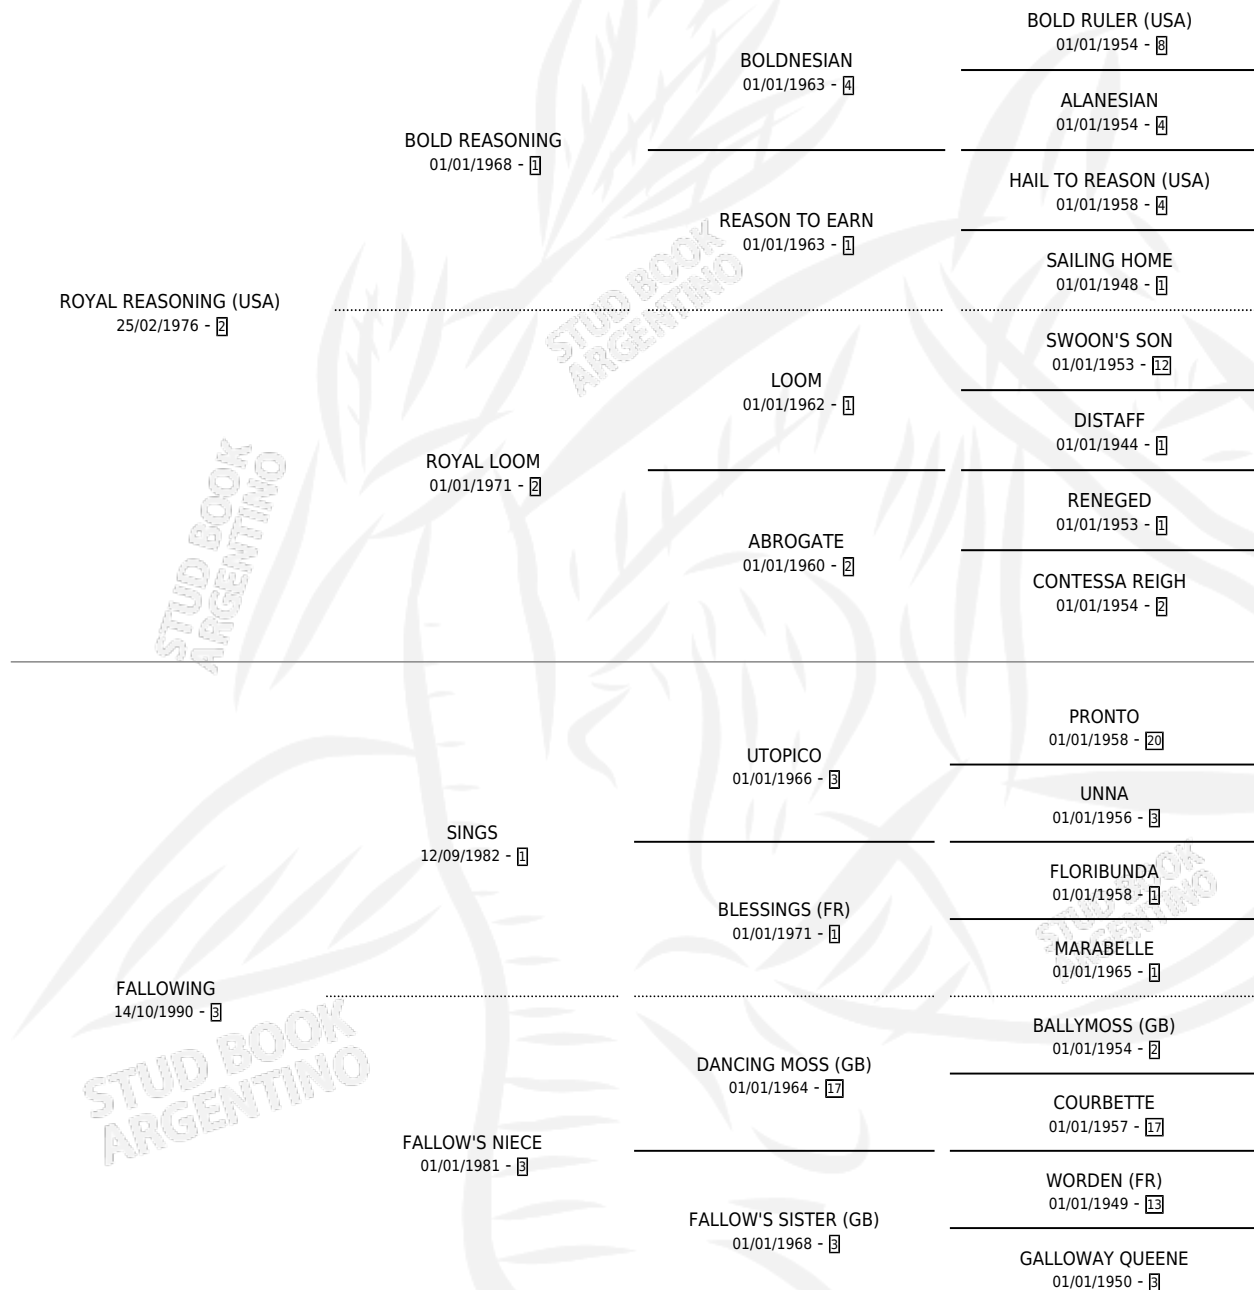 BOLD RULER (USA)
01/01/1954 - 8
BOLDNESIAN
01/01/1963 - 4
ALANESIAN
01/01/1954 - 4
BOLD REASONING
01/01/1968 - 1
HAIL TO REASON (USA)
01/01/1958 - 4
REASON TO EARN
01/01/1963 - 1
SAILING HOME
01/01/1948 - 1
ROYAL REASONING (USA)
25/02/1976 - 2
STUD BOOK
ARGENTINO
SWOON'S SON
01/01/1953 - 12
LOOM
01/01/1962 - 1
DISTAFF
01/01/1944 - 1
ROYAL LOOM
01/01/1971 - 2
RENEGED
01/01/1953 - 1
ABROGATE
01/01/1960 - 2
CONTESSA REIGH
01/01/1954 - 2
STUD BOOK
ARGENTINO
PRONTO
01/01/1958 - 20
UTOPICO
01/01/1966 - 3
UNNA
01/01/1956 - 3
SINGS
12/09/1982 - 1
FLORIBUNDA
01/01/1958 - 1
BLESSINGS (FR)
01/01/1971 - 1
MARABELLE
01/01/1965 - 1
STUD BOOK
ARGENTINO
FALLOWING
14/10/1990 - 3
BALLYMOSS (GB)
01/01/1954 - 2
DANCING MOSS (GB)
01/01/1964 - 17
COURBETTE
01/01/1957 - 17
STUD BOOK
ARGENTINO
FALLOW'S NIECE
01/01/1981 - 3
WORDEN (FR)
01/01/1949 - 13
FALLOW'S SISTER (GB)
01/01/1968 - 3
GALLOWAY QUEENE
01/01/1950 - 3